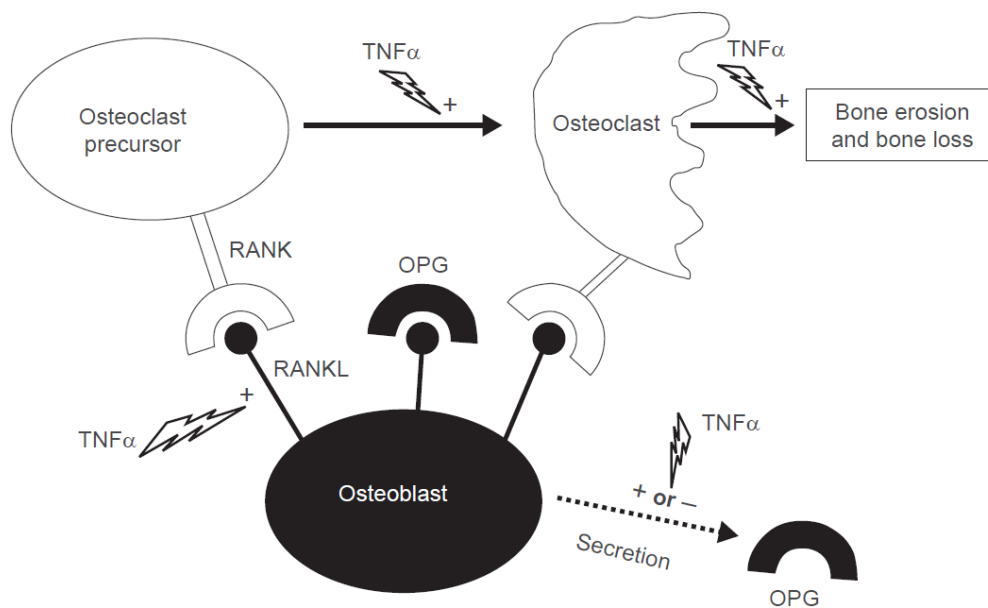 TNFα
TNFα
+
+
Osteoclast
precursor
Osteoclast
Bone erosion
and bone loss
RANK
OPG
RANKL
+
TNFα
TNFα
Osteoblast
+ or –
Secretion
OPG